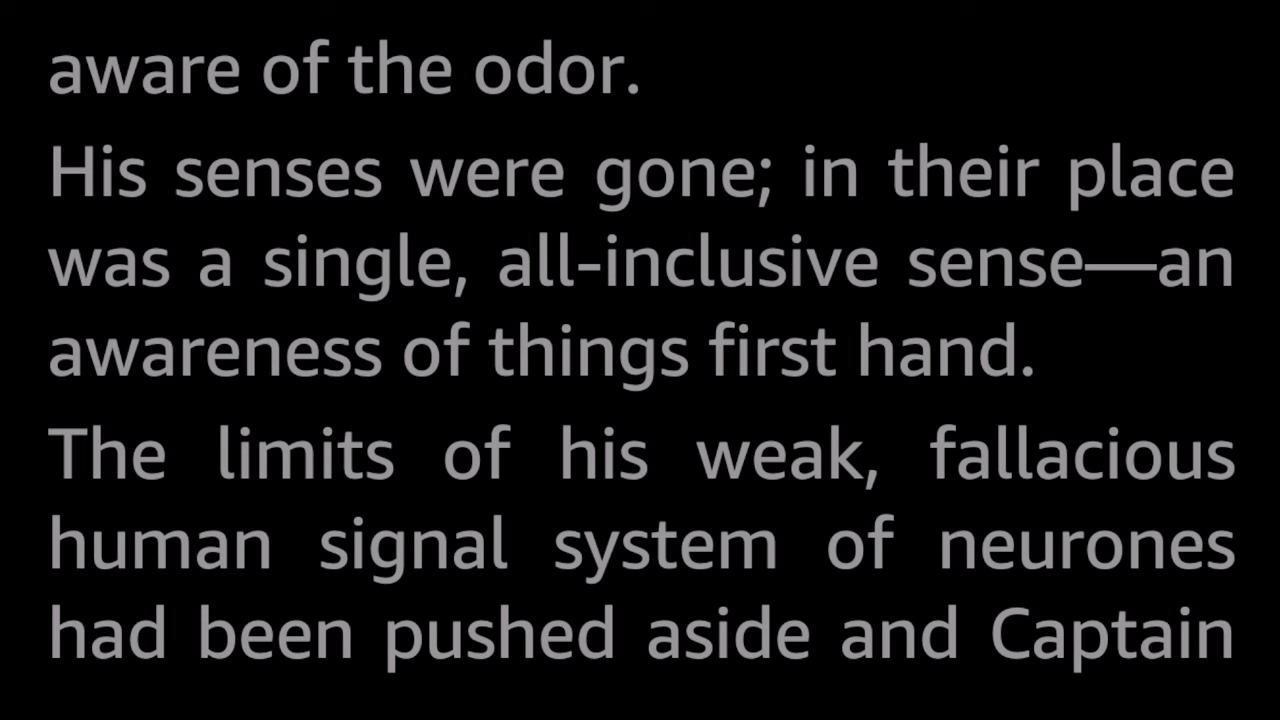 aware of the odor.
His senses were gone; in their place
was a single, all-inclusive sense—an
awareness of things first hand.
The limits of his weak, fallacious
human signal system of neurones
had been pushed aside and Captain